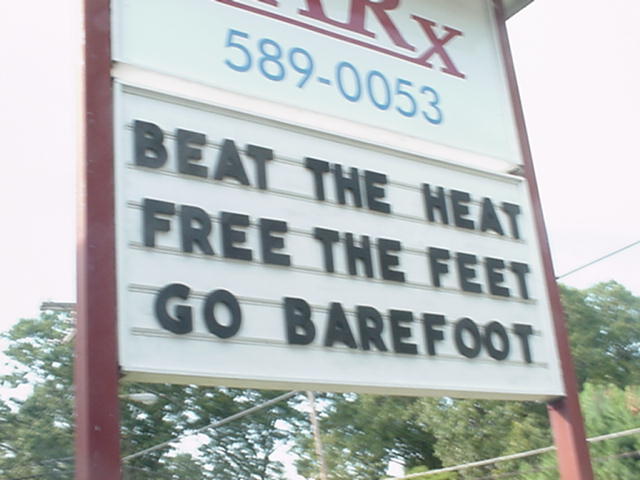 589-0053
BEAT THE HEAT
FREE THE FEET
GO BAREFOOT